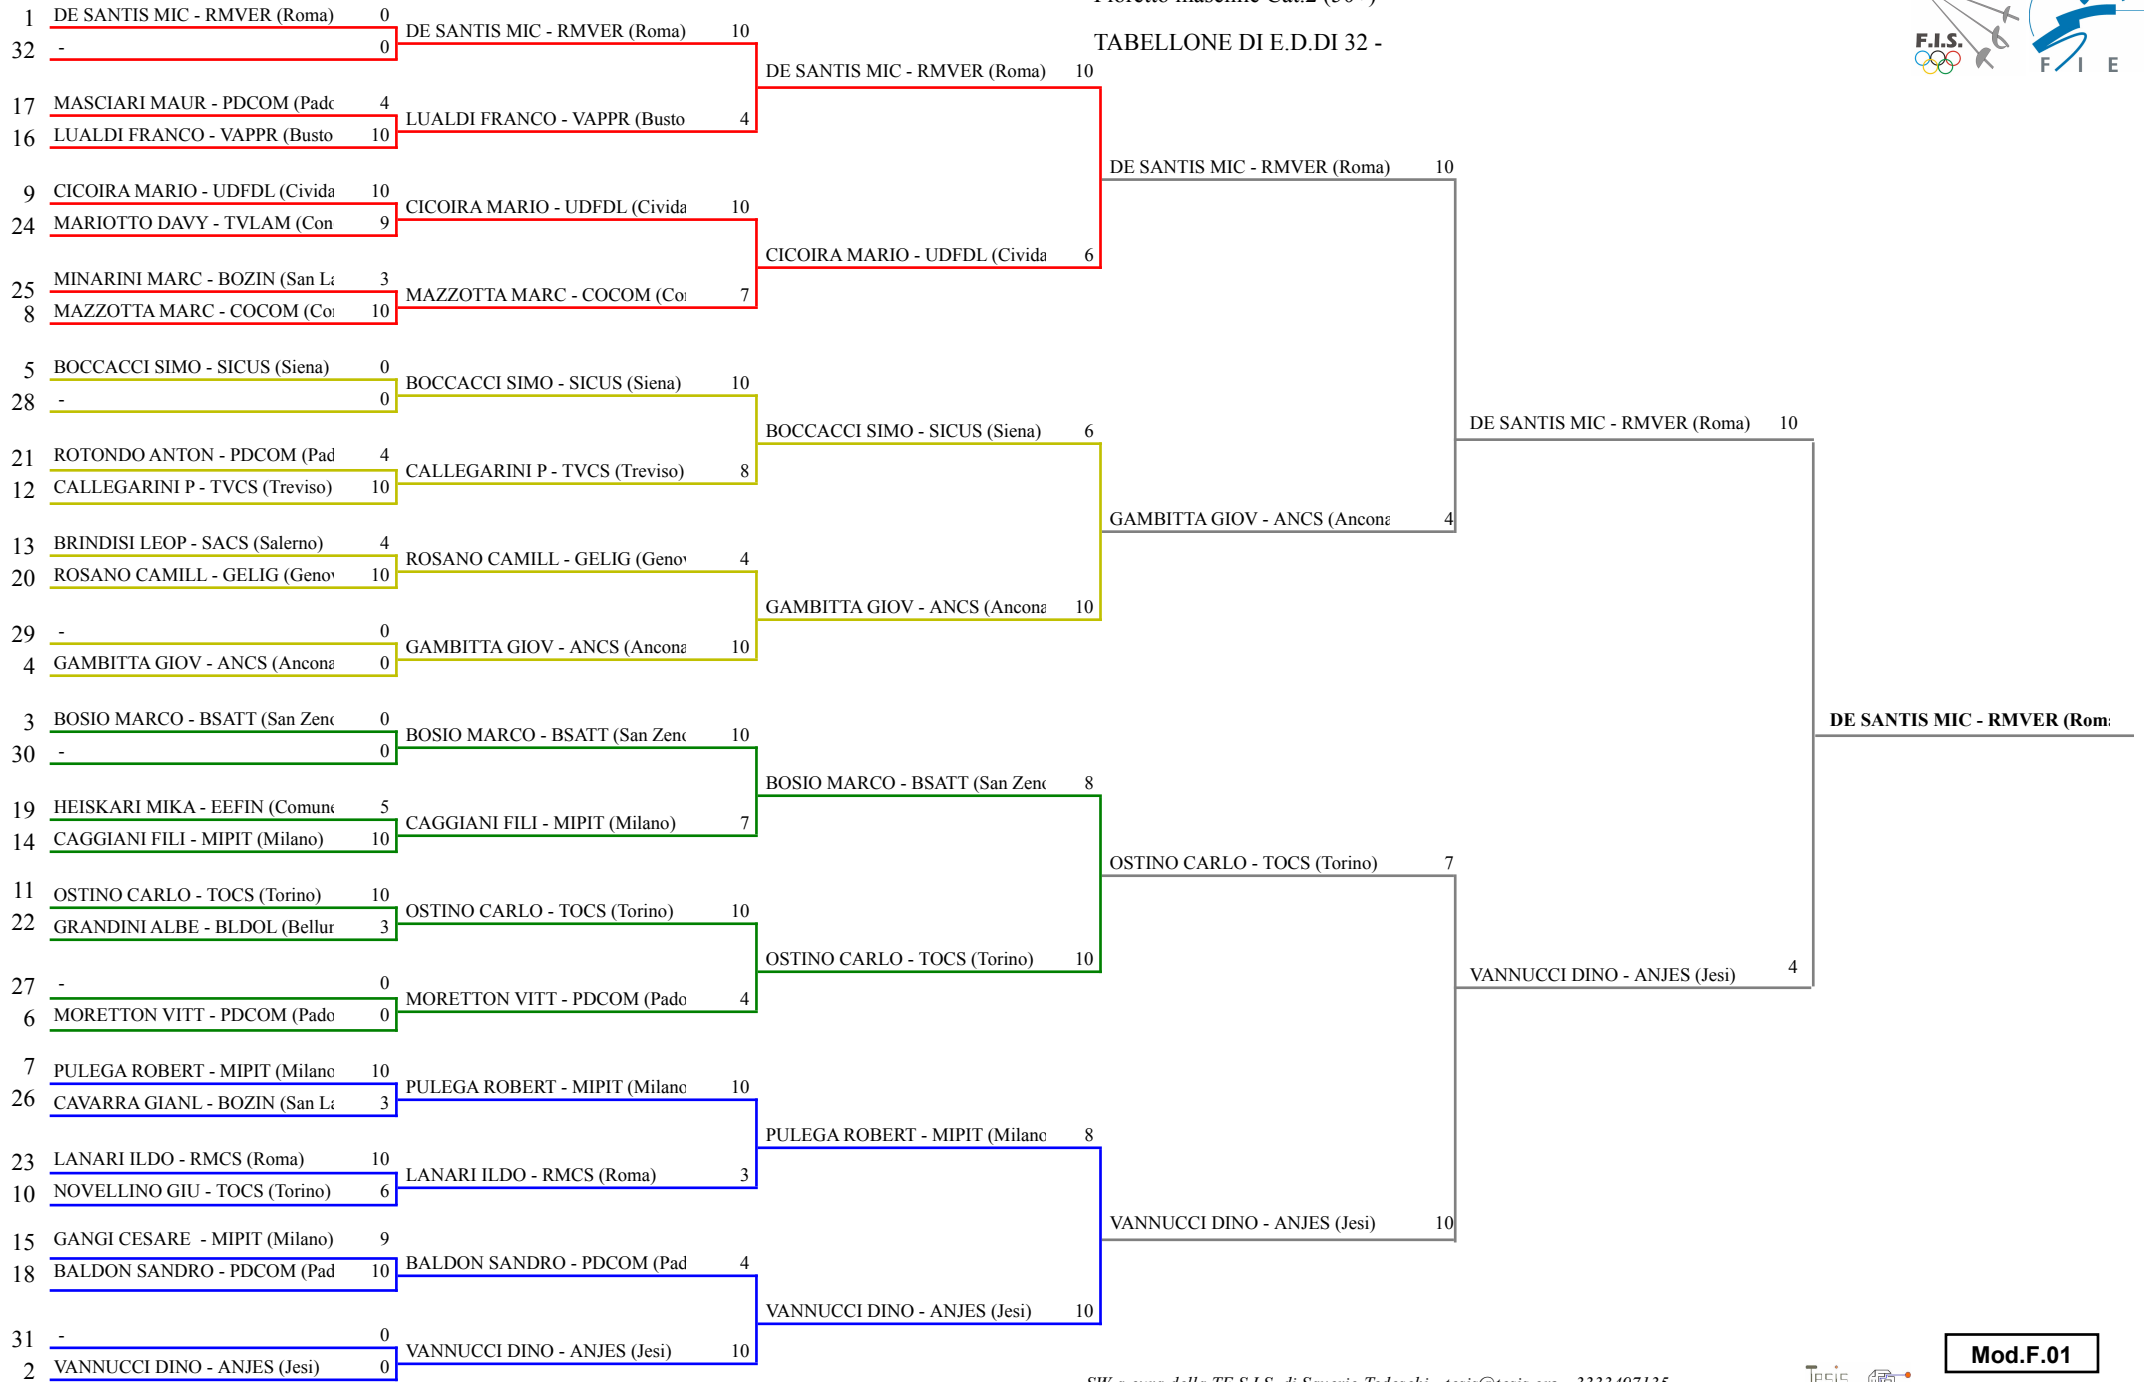 TABELLONE DI E.D.DI 32 -
F.I.S.
F I E
1 DE SANTIS MIC - RMVER (Roma) 0
32 - 0
17 MASCIARI MAUR - PDCOM (Pado 4
16 LUALDI FRANCO - VAPPR (Busto 10
9 CICOIRA MARIO - UDFDL (Civida 10
24 MARIOTTO DAVY - TVLAM (Con 9
25 MINARINI MARC - BOZIN (San La 3
8 MAZZOTTA MARC - COCOM (Co 10
5 BOCCACCI SIMO - SICUS (Siena) 0
28 - 0
21 ROTONDO ANTON - PDCOM (Pad 4
12 CALLEGARINI P - TVCS (Treviso) 10
13 BRINDISI LEOP - SACS (Salerno) 4
20 ROSANO CAMILL - GELIG (Geno 10
29 - 0
4 GAMBITTA GIOV - ANCS (Ancona 0
3 BOSIO MARCO - BSATT (San Zeno 0
30 - 0
19 HEISKARI MIKA - EEFIN (Comune 5
14 CAGGIANI FILI - MIPIT (Milano) 10
11 OSTINO CARLO - TOCS (Torino) 10
22 GRANDINI ALBE - BLDOL (Bellun 3
27 - 0
6 MORETTON VITT - PDCOM (Pado 0
7 PULEGA ROBERT - MIPIT (Milano 10
26 CAVARRA GIANL - BOZIN (San La 3
23 LANARI ILDO - RMCS (Roma) 10
10 NOVELLINO GIU - TOCS (Torino) 6
15 GANGI CESARE - MIPIT (Milano) 9
18 BALDON SANDRO - PDCOM (Pad 10
31 - 0
2 VANNUCCI DINO - ANJES (Jesi) 0
DE SANTIS MIC - RMVER (Roma) 10
LUALDI FRANCO - VAPPR (Busto 4
CICOIRA MARIO - UDFDL (Civida 10
MAZZOTTA MARC - COCOM (Co 7
BOCCACCI SIMO - SICUS (Siena) 10
CALLEGARINI P - TVCS (Treviso) 8
ROSANO CAMILL - GELIG (Geno 4
GAMBITTA GIOV - ANCS (Ancona 10
BOSIO MARCO - BSATT (San Zeno 10
CAGGIANI FILI - MIPIT (Milano) 7
OSTINO CARLO - TOCS (Torino) 10
MORETTON VITT - PDCOM (Pado 4
PULEGA ROBERT - MIPIT (Milano 10
LANARI ILDO - RMCS (Roma) 3
BALDON SANDRO - PDCOM (Pad 4
VANNUCCI DINO - ANJES (Jesi) 10
DE SANTIS MIC - RMVER (Roma) 10
CICOIRA MARIO - UDFDL (Civida 6
BOCCACCI SIMO - SICUS (Siena) 6
GAMBITTA GIOV - ANCS (Ancona 10
BOSIO MARCO - BSATT (San Zeno 8
OSTINO CARLO - TOCS (Torino) 10
PULEGA ROBERT - MIPIT (Milano 8
VANNUCCI DINO - ANJES (Jesi) 10
DE SANTIS MIC - RMVER (Roma) 10
GAMBITTA GIOV - ANCS (Ancona 4
OSTINO CARLO - TOCS (Torino) 7
VANNUCCI DINO - ANJES (Jesi) 10
DE SANTIS MIC - RMVER (Roma) 10
VANNUCCI DINO - ANJES (Jesi) 4
DE SANTIS MIC - RMVER (Rom
Mod.F.01